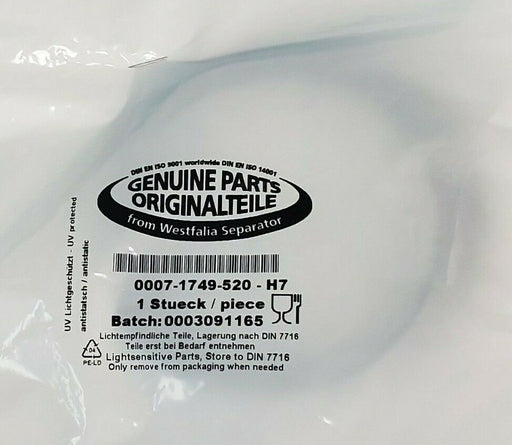 DIN EN ISO 9001 worldwide DIN EN ISO 14001
GENUINE PARTS
ORIGINALTEILE
from Westfalia Separator
UV Lichtgeschützt - UV protected
antistatisch / antistatic
0007-1749-520 - H7
1 Stueck / piece
Batch: 0003091165
Lichtempfindliche Teile, Lagerung nach DIN 7716
Teile erst bei Bedarf entnehmen
04
PE-LD
Lightsensitive Parts, Store to DIN 7716
Only remove from packaging when needed